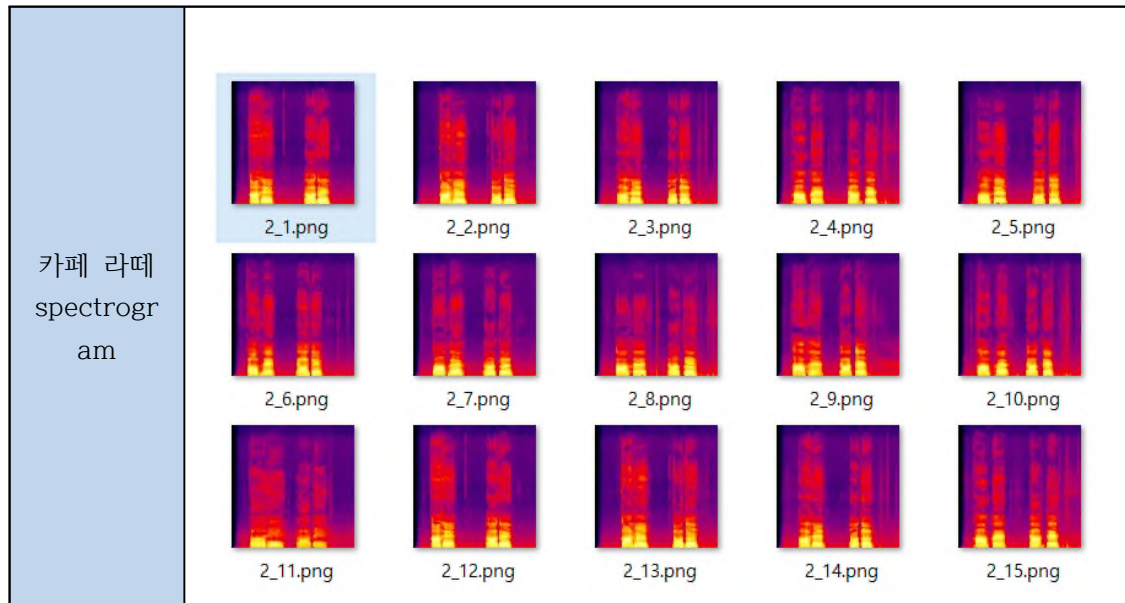 카페 라떼
spectrogr
am
2_1.png
2_2.png
2_3.png
2_4.png
2_5.png
2_6.png
2_7.png
2_8.png
2_9.png
2_10.png
2_11.png
2_12.png
2_13.png
2_14.png
2_15.png